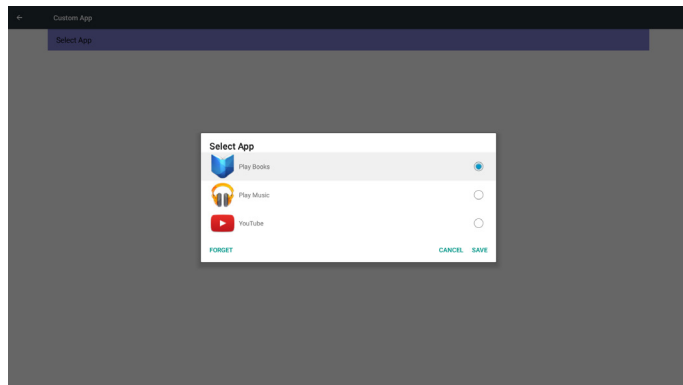 Custom App
Select App
Select App
Play Books
Play Music
YouTube
FORGET CANCEL SAVE